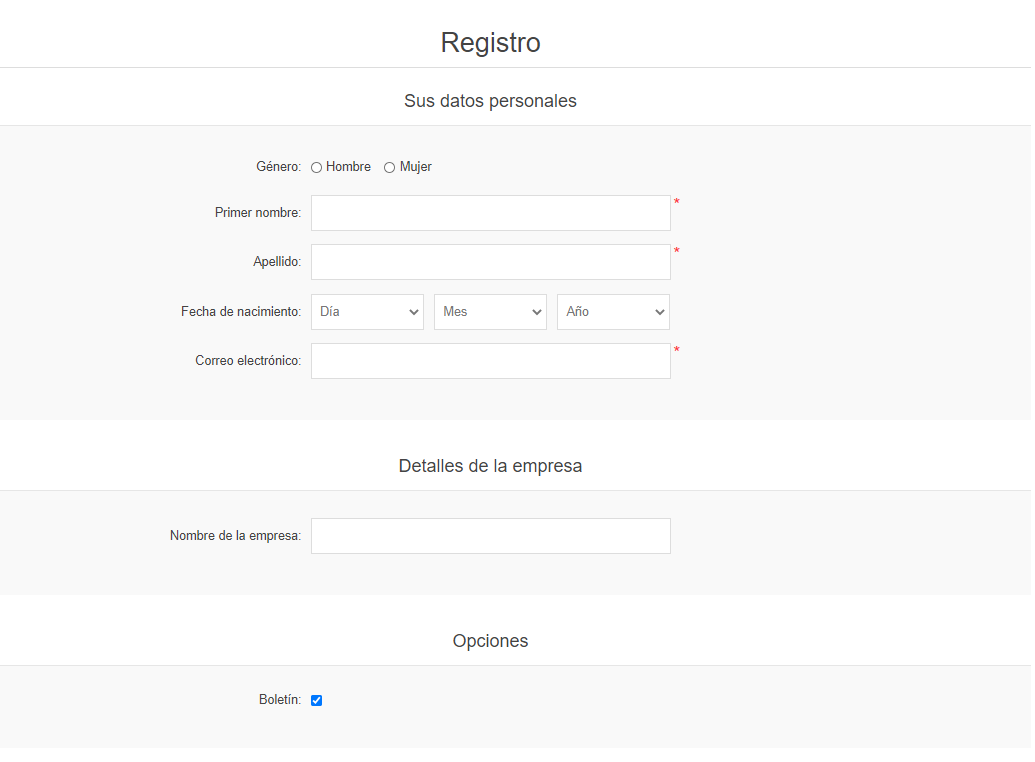 Registro
Sus datos personales
Género: Hombre Mujer
Primer nombre: *
Apellido: *
Fecha de nacimiento: Día Mes Año
Correo electrónico: *
Detalles de la empresa
Nombre de la empresa:
Opciones
Boletín: